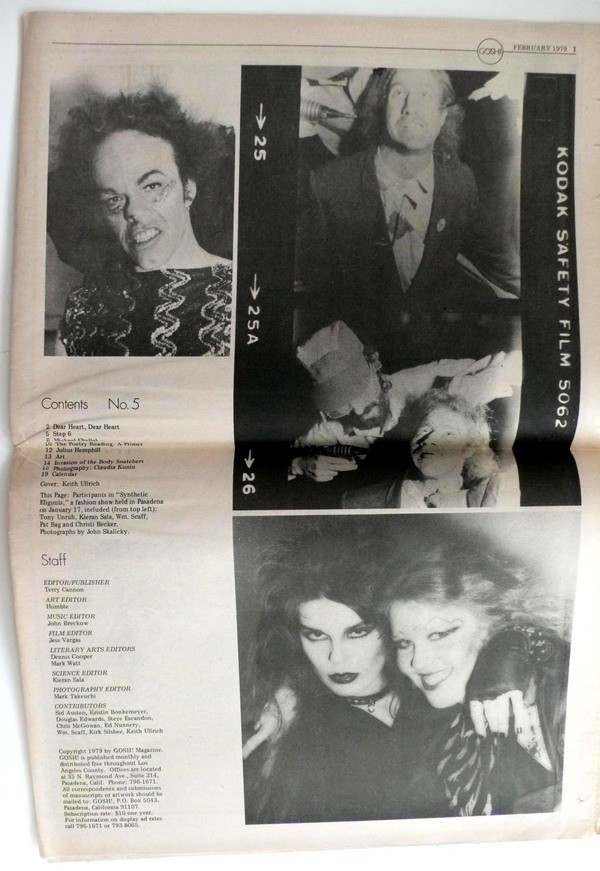 GOSH! FEBRUARY 1979 1
→25
→25A
→26
KODAK SAFETY FILM 5062
Contents No. 5
2 Dear Heart, Dear Heart
5 Step 6
10 The Poetry Reading: A Primer
12 Julius Hemphill
13 Art
14 Invasion of the Body Snatchers
Photography: Claudia Kunin
19 Calendar
Cover: Keith Ullrich
This Page: Participants in "Synthetic
Eligunts," a fashion show held in Pasadena
on January 17, included (from top left):
Tony Unruh, Kieran Sala, Wm. Scaff,
Pat Bag and Christi Becker.
Photographs by John Skalicky.
Staff
EDITOR/PUBLISHER
Terry Cannon
ART EDITOR
Humble
MUSIC EDITOR
John Breckow
FILM EDITOR
Jess Vargas
LITERARY ARTS EDITORS
Dennis Cooper
Mark Watt
SCIENCE EDITOR
Kieran Sala
PHOTOGRAPHY EDITOR
Mark Takeuchi
CONTRIBUTORS
Sid Austen, Kristin Bonkemeyer,
Douglas Edwards, Steve Escandon,
Chris McGowan, Ed Nunnery,
Wm. Scaff, Kirk Silsbee, Keith Ullrich
Copyright 1979 by GOSH! Magazine.
GOSH! is published monthly and
distributed free throughout Los
Angeles County. Offices are located
at 35 N. Raymond Ave., Suite 214,
Pasadena, Calif. Phone: 796-1671.
All correspondence and submissions
of manuscripts or artwork should be
mailed to: GOSH!, P.O. Box 5043,
Pasadena, California 91107.
Subscription rate: $10 one year.
For information on display ad rates
call 796-1671 or 793-8065.